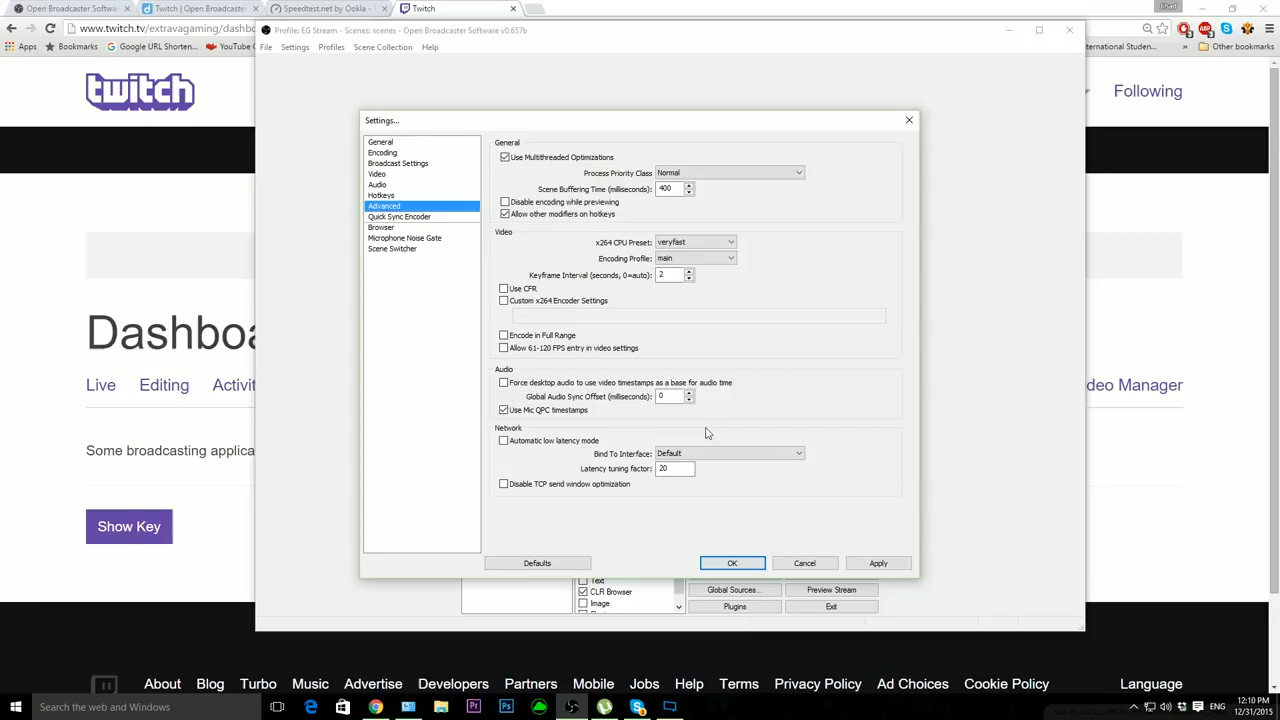 Open Broadcaster Softwa
Twitch | Open Broadcaste
Speedtest.net by Ookla -
Twitch
Jihad
www.twitch.tv/extravagaming/dashbo
Apps
Bookmarks
Google URL Shorten...
YouTube
International Studen...
»
Other bookmarks
twitch
Following
Profile: EG Stream - Scenes: scenes - Open Broadcaster Software v0.657b
File Settings Profiles Scene Collection Help
Settings...
General
Encoding
Broadcast Settings
Video
Audio
Hotkeys
Advanced
Quick Sync Encoder
Browser
Microphone Noise Gate
Scene Switcher
General
Use Multithreaded Optimizations
Process Priority Class Normal
Scene Buffering Time (milliseconds): 400
Disable encoding while previewing
Allow other modifiers on hotkeys
Video
x264 CPU Preset: veryfast
Encoding Profile: main
Keyframe Interval (seconds, 0=auto): 2
Use CFR
Custom x264 Encoder Settings
Encode in Full Range
Allow 61-120 FPS entry in video settings
Audio
Force desktop audio to use video timestamps as a base for audio time
Global Audio Sync Offset (milliseconds): 0
Use Mic QPC timestamps
Network
Automatic low latency mode
Bind To Interface: Default
Latency tuning factor: 20
Disable TCP send window optimization
Defaults OK Cancel Apply
Text
CLR Browser
Image
Global Sources... Preview Stream
Plugins Exit
Dashbo
Live Editing Activit
deo Manager
Some broadcasting applic
Show Key
About Blog Turbo Music Advertise Developers Partners Mobile Jobs Help Terms Privacy Policy Ad Choices Cookie Policy Language
Search the web and Windows
ENG
12:10 PM
12/31/2015